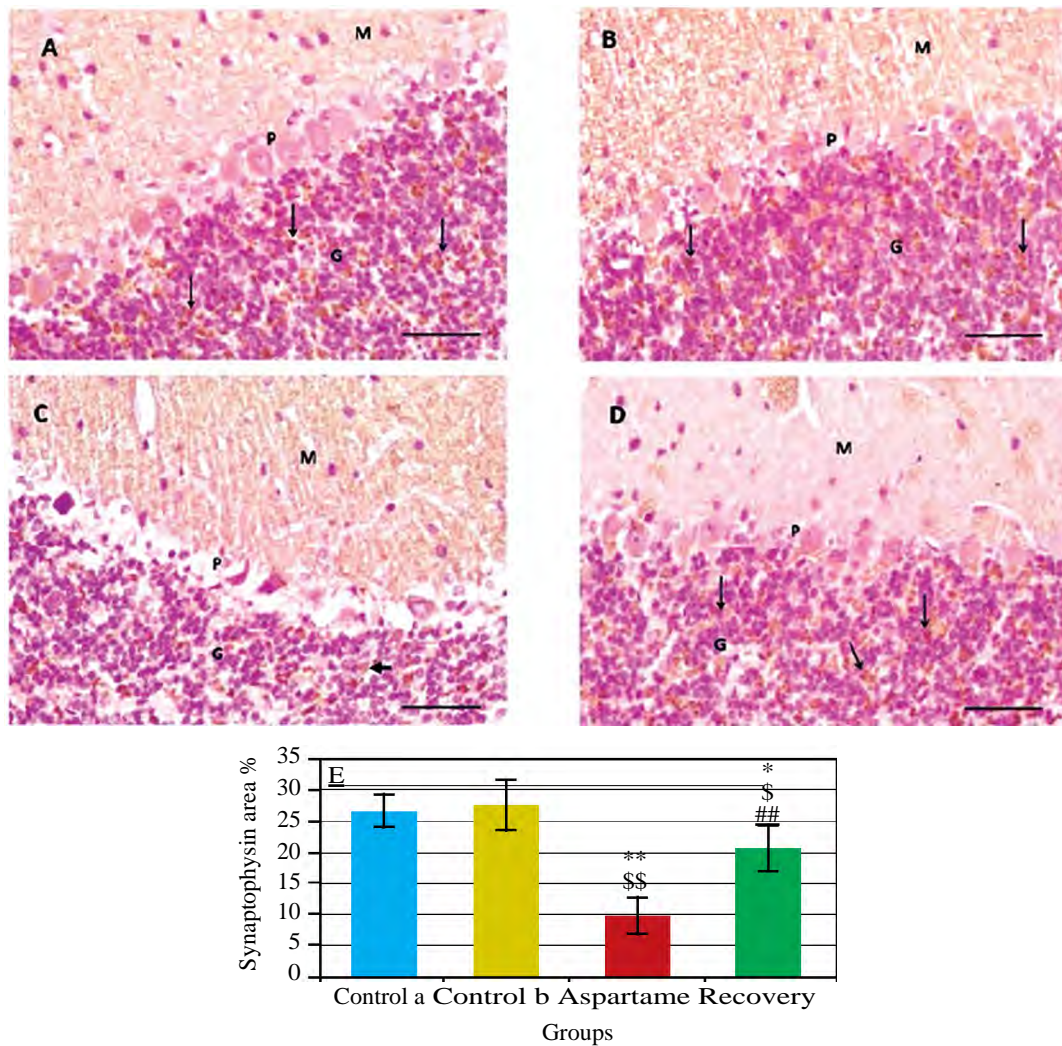 A
M
P
G
B
M
P
G
C
M
P
G
D
M
P
G
E
Synaptophysin area %
35
30
25
20
15
10
5
0
**
$$
*
$
##
Control a Control b Aspartame Recovery
Groups